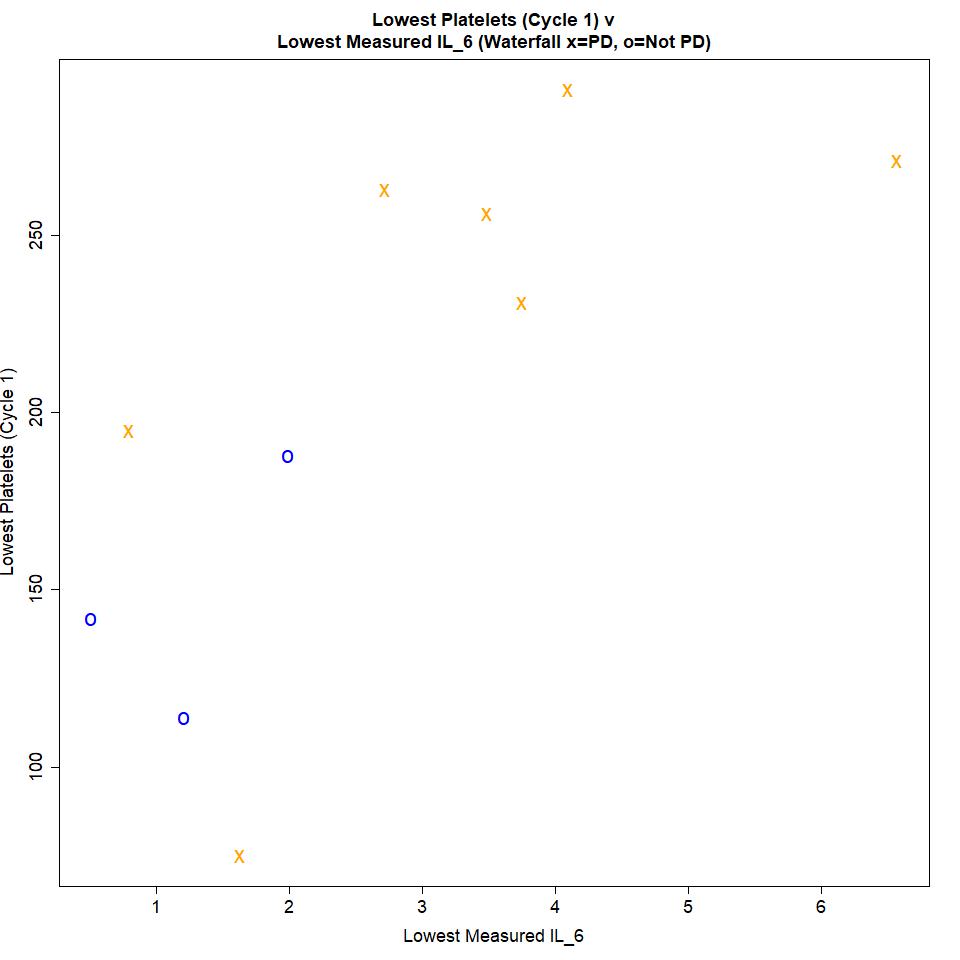 Lowest Platelets (Cycle 1) v
Lowest Measured IL_6 (Waterfall x=PD, o=Not PD)
Lowest Platelets (Cycle 1)
250
200
150
100
x
x
x
x
x
x
o
o
o
x
1
2
3
4
5
6
Lowest Measured IL_6